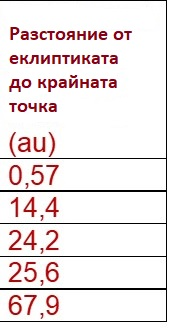 Разстояние от
еклиптиката
до крайната
точка
(au)
0,57
14,4
24,2
25,6
67,9